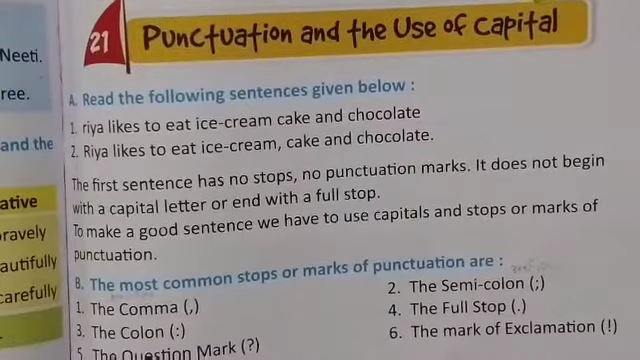 Neeti.
ree.
and the
ative
ravely
autifully
carefully
21 Punctuation and the Use of Capital
A. Read the following sentences given below :
1. riya likes to eat ice-cream cake and chocolate
2. Riya likes to eat ice-cream, cake and chocolate.
The first sentence has no stops, no punctuation marks. It does not begin
with a capital letter or end with a full stop.
To make a good sentence we have to use capitals and stops or marks of
punctuation.
B. The most common stops or marks of punctuation are :
1. The Comma (,)
2. The Semi-colon (;)
3. The Colon (:)
4. The Full Stop (.)
5. The Question Mark (?)
6. The mark of Exclamation (!)